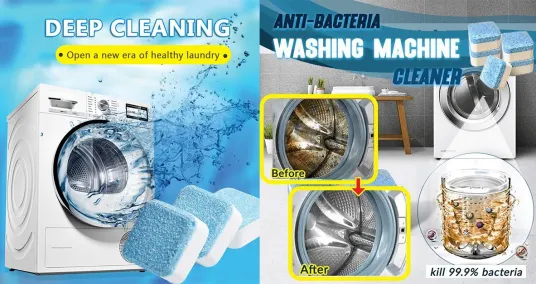 DEEP CLEANING
Open a new era of healthy laundry
ANTI-BACTERIA
WASHING MACHINE
CLEANER
Before
After
kill 99.9% bacteria